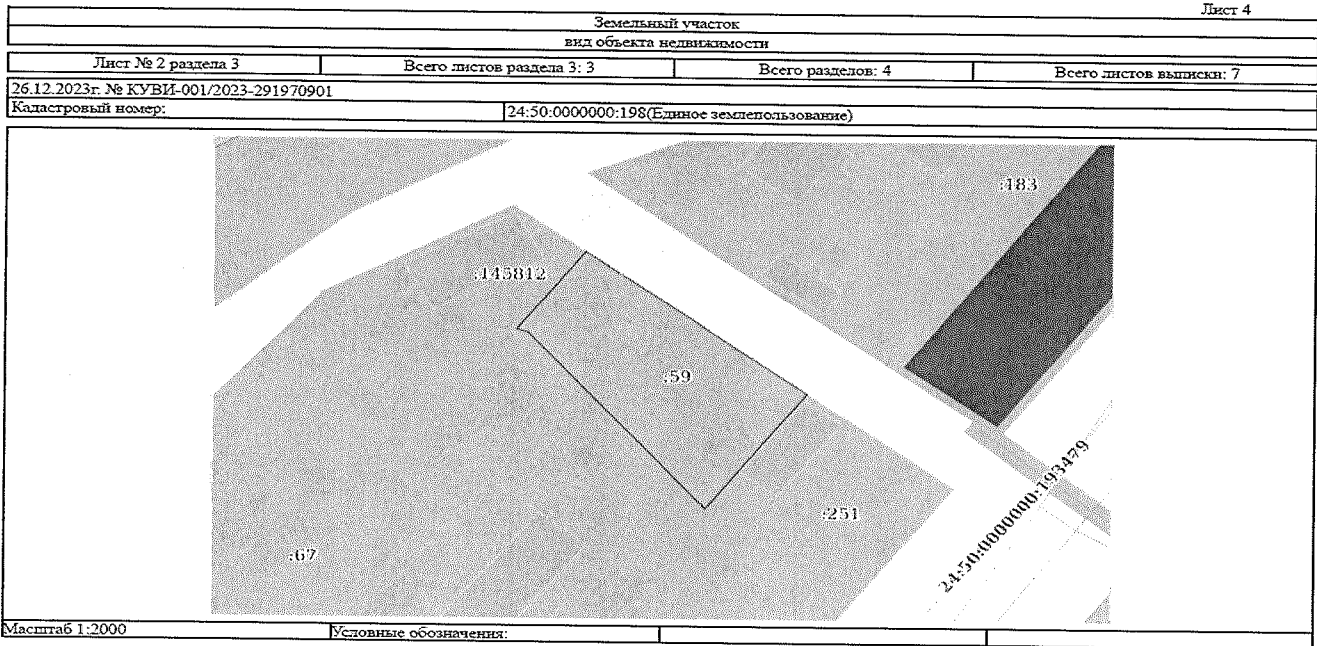 Лист 4
Земельный участок
вид объекта недвижимости
Лист № 2 раздела 3 Всего листов раздела 3: 3 Всего разделов: 4 Всего листов выписки: 7
26.12.2023г. № КУВИ-001/2023-291970901
Кадастровый номер: 24:50:0000000:198(Единое землепользование)
:183
:145812
:59
:251
24:50:0000000:193479
:67
Масштаб 1:2000 Условные обозначения: